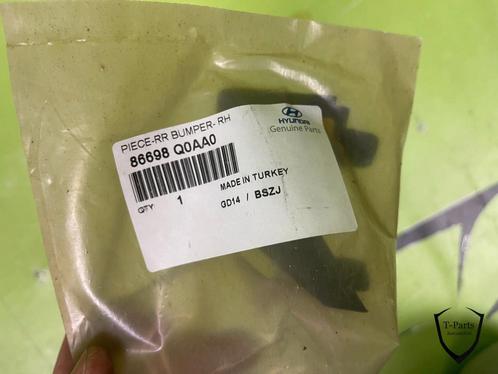 PIECE-RR BUMPER- RH
86698 Q0AA0
HYUNDAI
Genuine Parts
QTY: 1
MADE IN TURKEY
GD14 / BSZJ
T-Parts